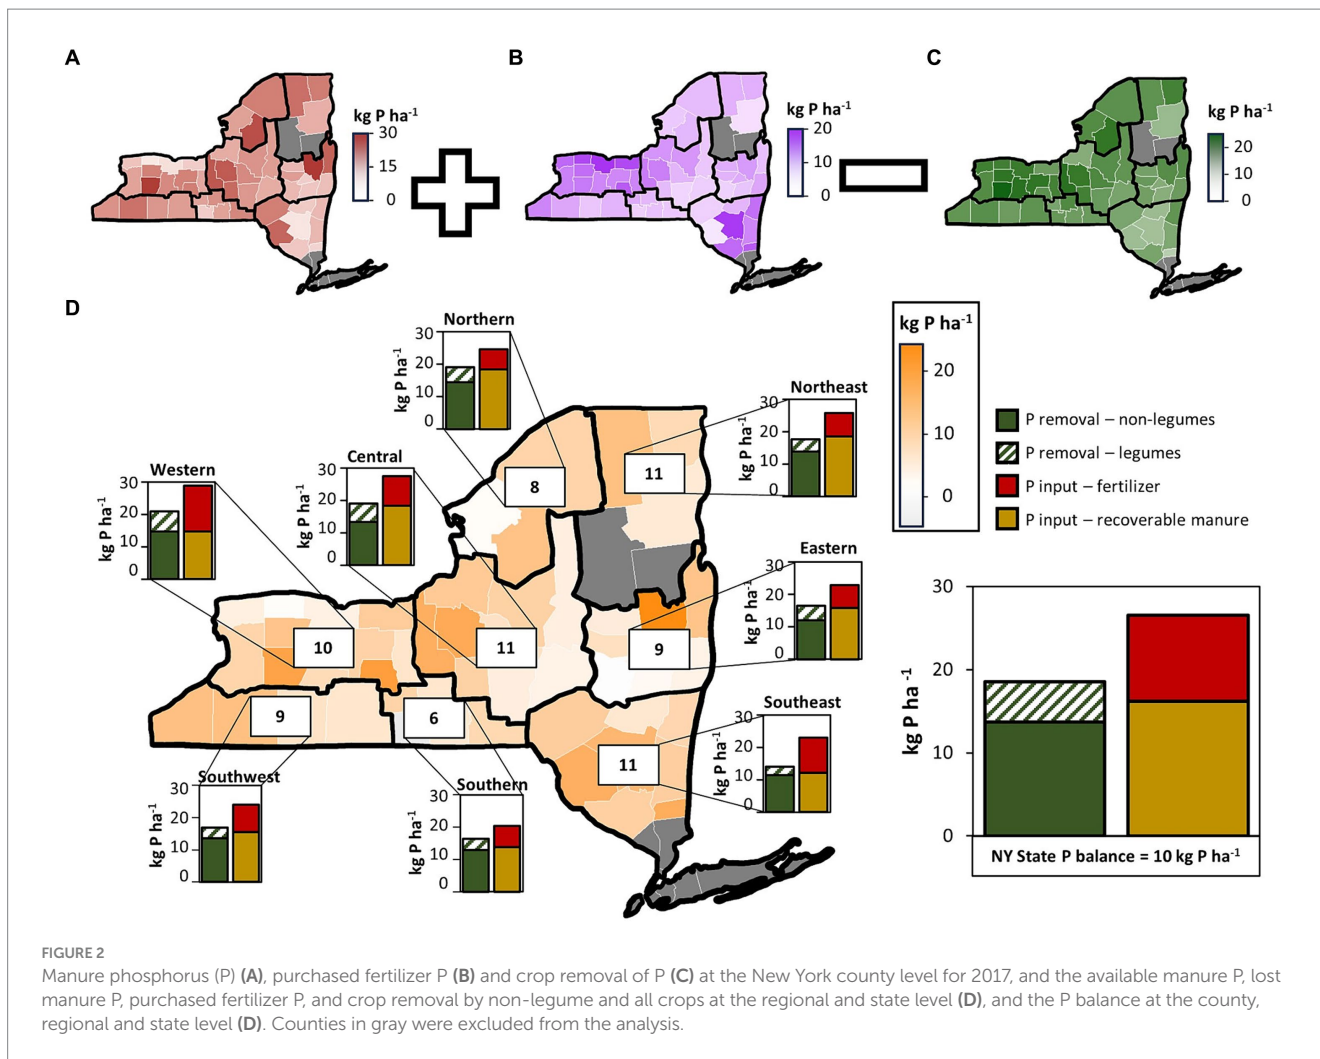 A
kg P ha⁻¹
30
15
0
B
kg P ha⁻¹
20
10
0
C
kg P ha⁻¹
20
10
0
D
Northern
kg P ha⁻¹
30
20
10
0
8
Northeast
kg P ha⁻¹
30
20
10
0
11
Western
kg P ha⁻¹
30
20
10
0
10
Central
kg P ha⁻¹
30
20
10
0
11
Eastern
kg P ha⁻¹
30
20
10
0
9
Southwest
kg P ha⁻¹
30
20
10
0
9
Southern
kg P ha⁻¹
30
20
10
0
6
Southeast
kg P ha⁻¹
30
20
10
0
11
kg P ha⁻¹
20
10
0
P removal – non-legumes
P removal – legumes
P input – fertilizer
P input – recoverable manure
kg P ha⁻¹
30
20
10
0
NY State P balance = 10 kg P ha⁻¹
FIGURE 2
Manure phosphorus (P) (A), purchased fertilizer P (B) and crop removal of P (C) at the New York county level for 2017, and the available manure P, lost
manure P, purchased fertilizer P, and crop removal by non-legume and all crops at the regional and state level (D), and the P balance at the county,
regional and state level (D). Counties in gray were excluded from the analysis.